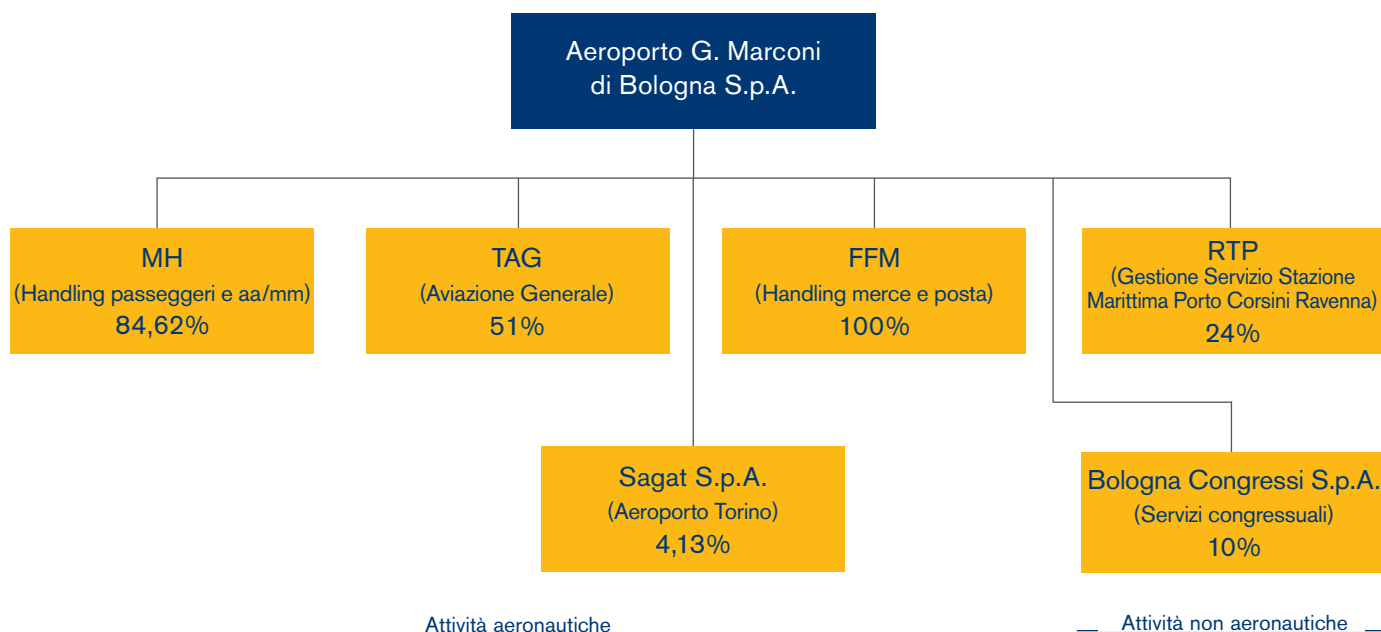 Aeroporto G. Marconi
di Bologna S.p.A.
MH
(Handling passeggeri e aa/mm)
84,62%
TAG
(Aviazione Generale)
51%
FFM
(Handling merce e posta)
100%
RTP
(Gestione Servizio Stazione
Marittima Porto Corsini Ravenna)
24%
Sagat S.p.A.
(Aeroporto Torino)
4,13%
Bologna Congressi S.p.A.
(Servizi congressuali)
10%
Attività aeronautiche
Attività non aeronautiche